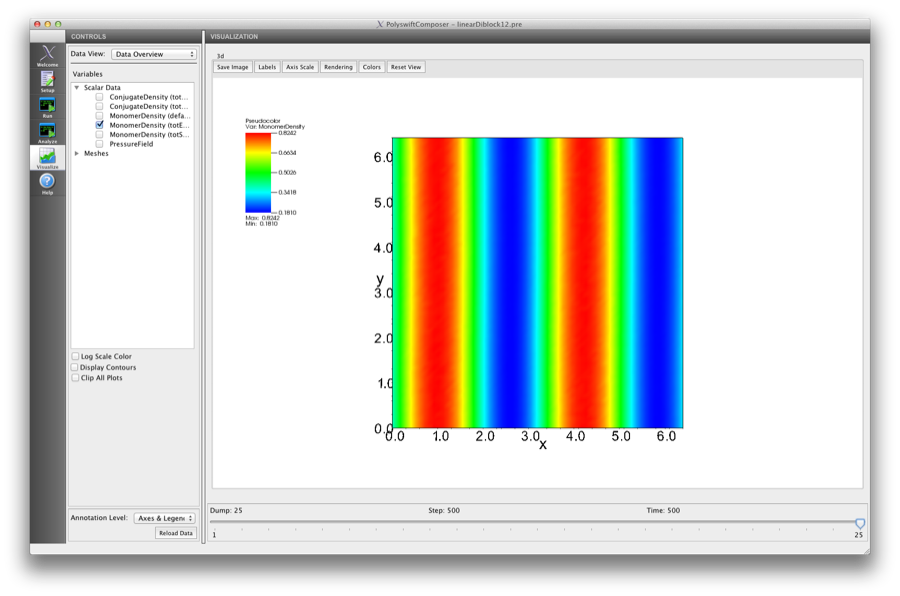 PolyswiftComposer - linearDiblock12.pre
CONTROLS
VISUALIZATION
Welcome
Setup
Run
Analyze
Visualize
Help
Data View: Data Overview
Variables
Scalar Data
ConjugateDensity (tot...
ConjugateDensity (tot...
MonomerDensity (defa...
MonomerDensity (totE...
MonomerDensity (totS...
PressureField
Meshes
Log Scale Color
Display Contours
Clip All Plots
Annotation Level: Axes & Legen
Reload Data
3d
Save Image Labels Axis Scale Rendering Colors Reset View
Pseudocolor
Var: MonomerDensity
0.8242
0.6634
0.5026
0.3418
0.1810
Max: 0.8242
Min: 0.1810
6.0
5.0
4.0
y
3.0
2.0
1.0
0.0
0.0 1.0 2.0 3.0 4.0 5.0 6.0
x
Dump: 25 Step: 500 Time: 500
1 25